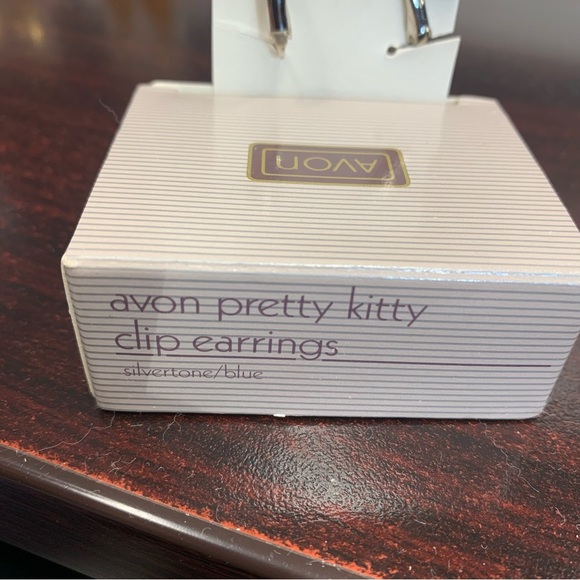 AVON
avon pretty kitty
clip earrings
silvertone/blue